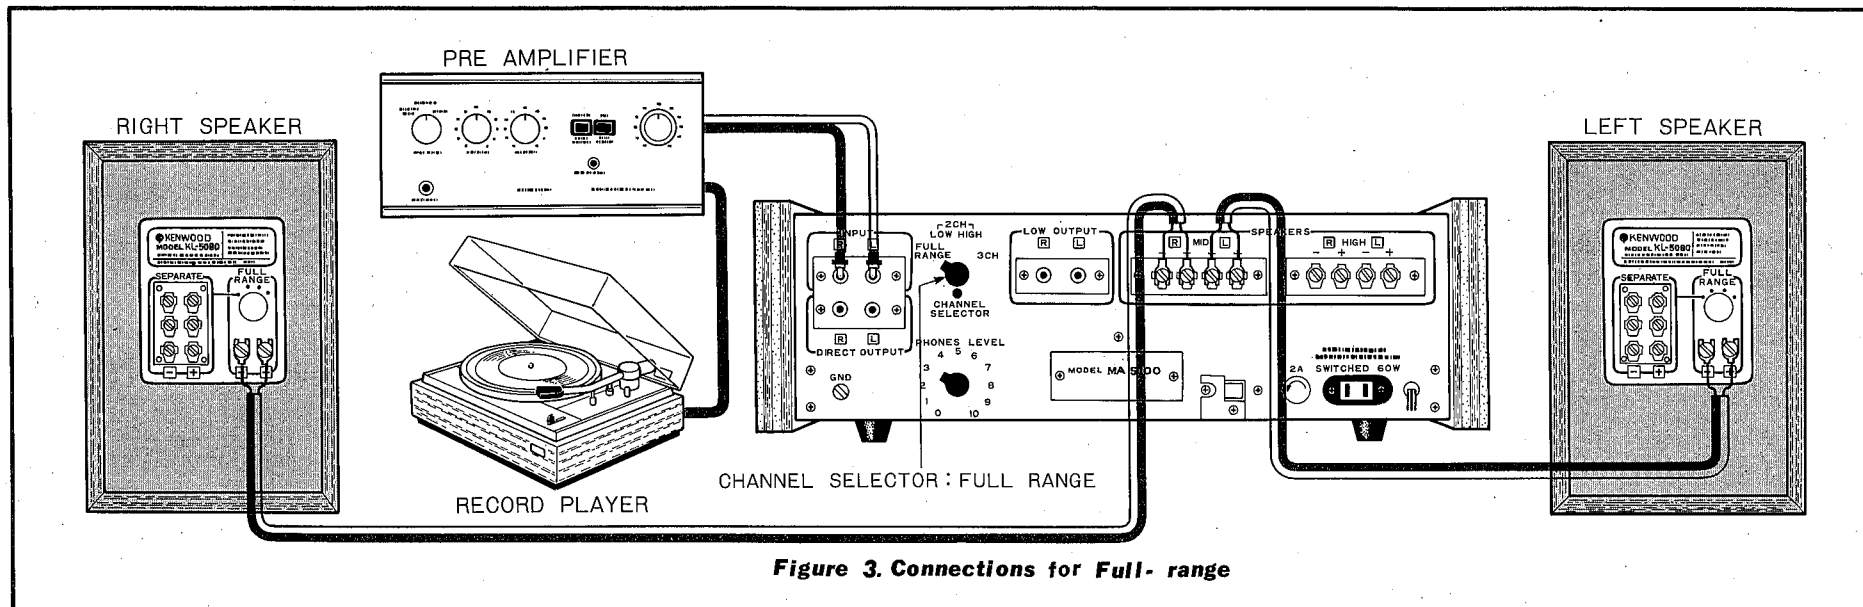 PRE AMPLIFIER
RIGHT SPEAKER
LEFT SPEAKER
KENWOOD
MODEL KL-5080
SEPARATE
FULL
RANGE
− +
− +
INPUT
R L
2CH
LOW HIGH
FULL
RANGE
3CH
CHANNEL
SELECTOR
LOW OUTPUT
R L
SPEAKERS
R MID L
− + − +
R HIGH L
− + − +
R L
DIRECT OUTPUT
PHONES LEVEL
0 1 2 3 4 5 6 7 8 9 10
GND
MODEL MA 5100
2A
SWITCHED 60W
KENWOOD
MODEL KL-5080
SEPARATE
FULL
RANGE
− +
− +
RECORD PLAYER
CHANNEL SELECTOR : FULL RANGE
Figure 3. Connections for Full- range